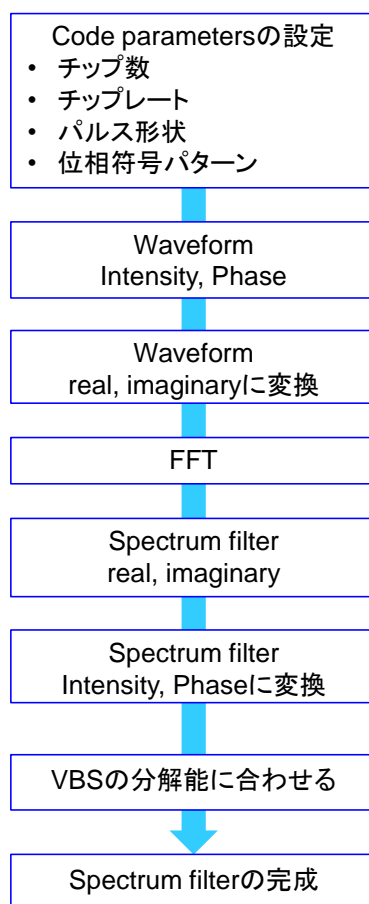 Code parametersの設定
• チップ数
• チップレート
• パルス形状
• 位相符号パターン
Waveform
Intensity, Phase
Waveform
real, imaginaryに変換
FFT
Spectrum filter
real, imaginary
Spectrum filter
Intensity, Phaseに変換
VBSの分解能に合わせる
Spectrum filterの完成